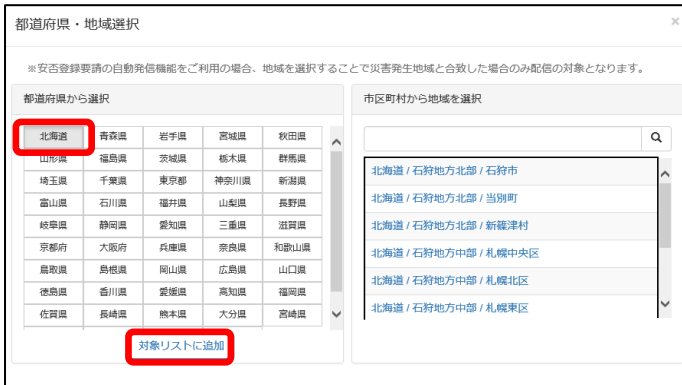 都道府県・地域選択
×
※安否登録要請の自動発信機能をご利用の場合、地域を選択することで災害発生地域と合致した場合のみ配信の対象となります。
都道府県から選択
北海道 青森県 岩手県 宮城県 秋田県
山形県 福島県 茨城県 栃木県 群馬県
埼玉県 千葉県 東京都 神奈川県 新潟県
富山県 石川県 福井県 山梨県 長野県
岐阜県 静岡県 愛知県 三重県 滋賀県
京都府 大阪府 兵庫県 奈良県 和歌山県
鳥取県 島根県 岡山県 広島県 山口県
徳島県 香川県 愛媛県 高知県 福岡県
佐賀県 長崎県 熊本県 大分県 宮崎県
対象リストに追加
市区町村から地域を選択
北海道 / 石狩地方北部 / 石狩市
北海道 / 石狩地方北部 / 当別町
北海道 / 石狩地方北部 / 新篠津村
北海道 / 石狩地方中部 / 札幌中央区
北海道 / 石狩地方中部 / 札幌北区
北海道 / 石狩地方中部 / 札幌東区